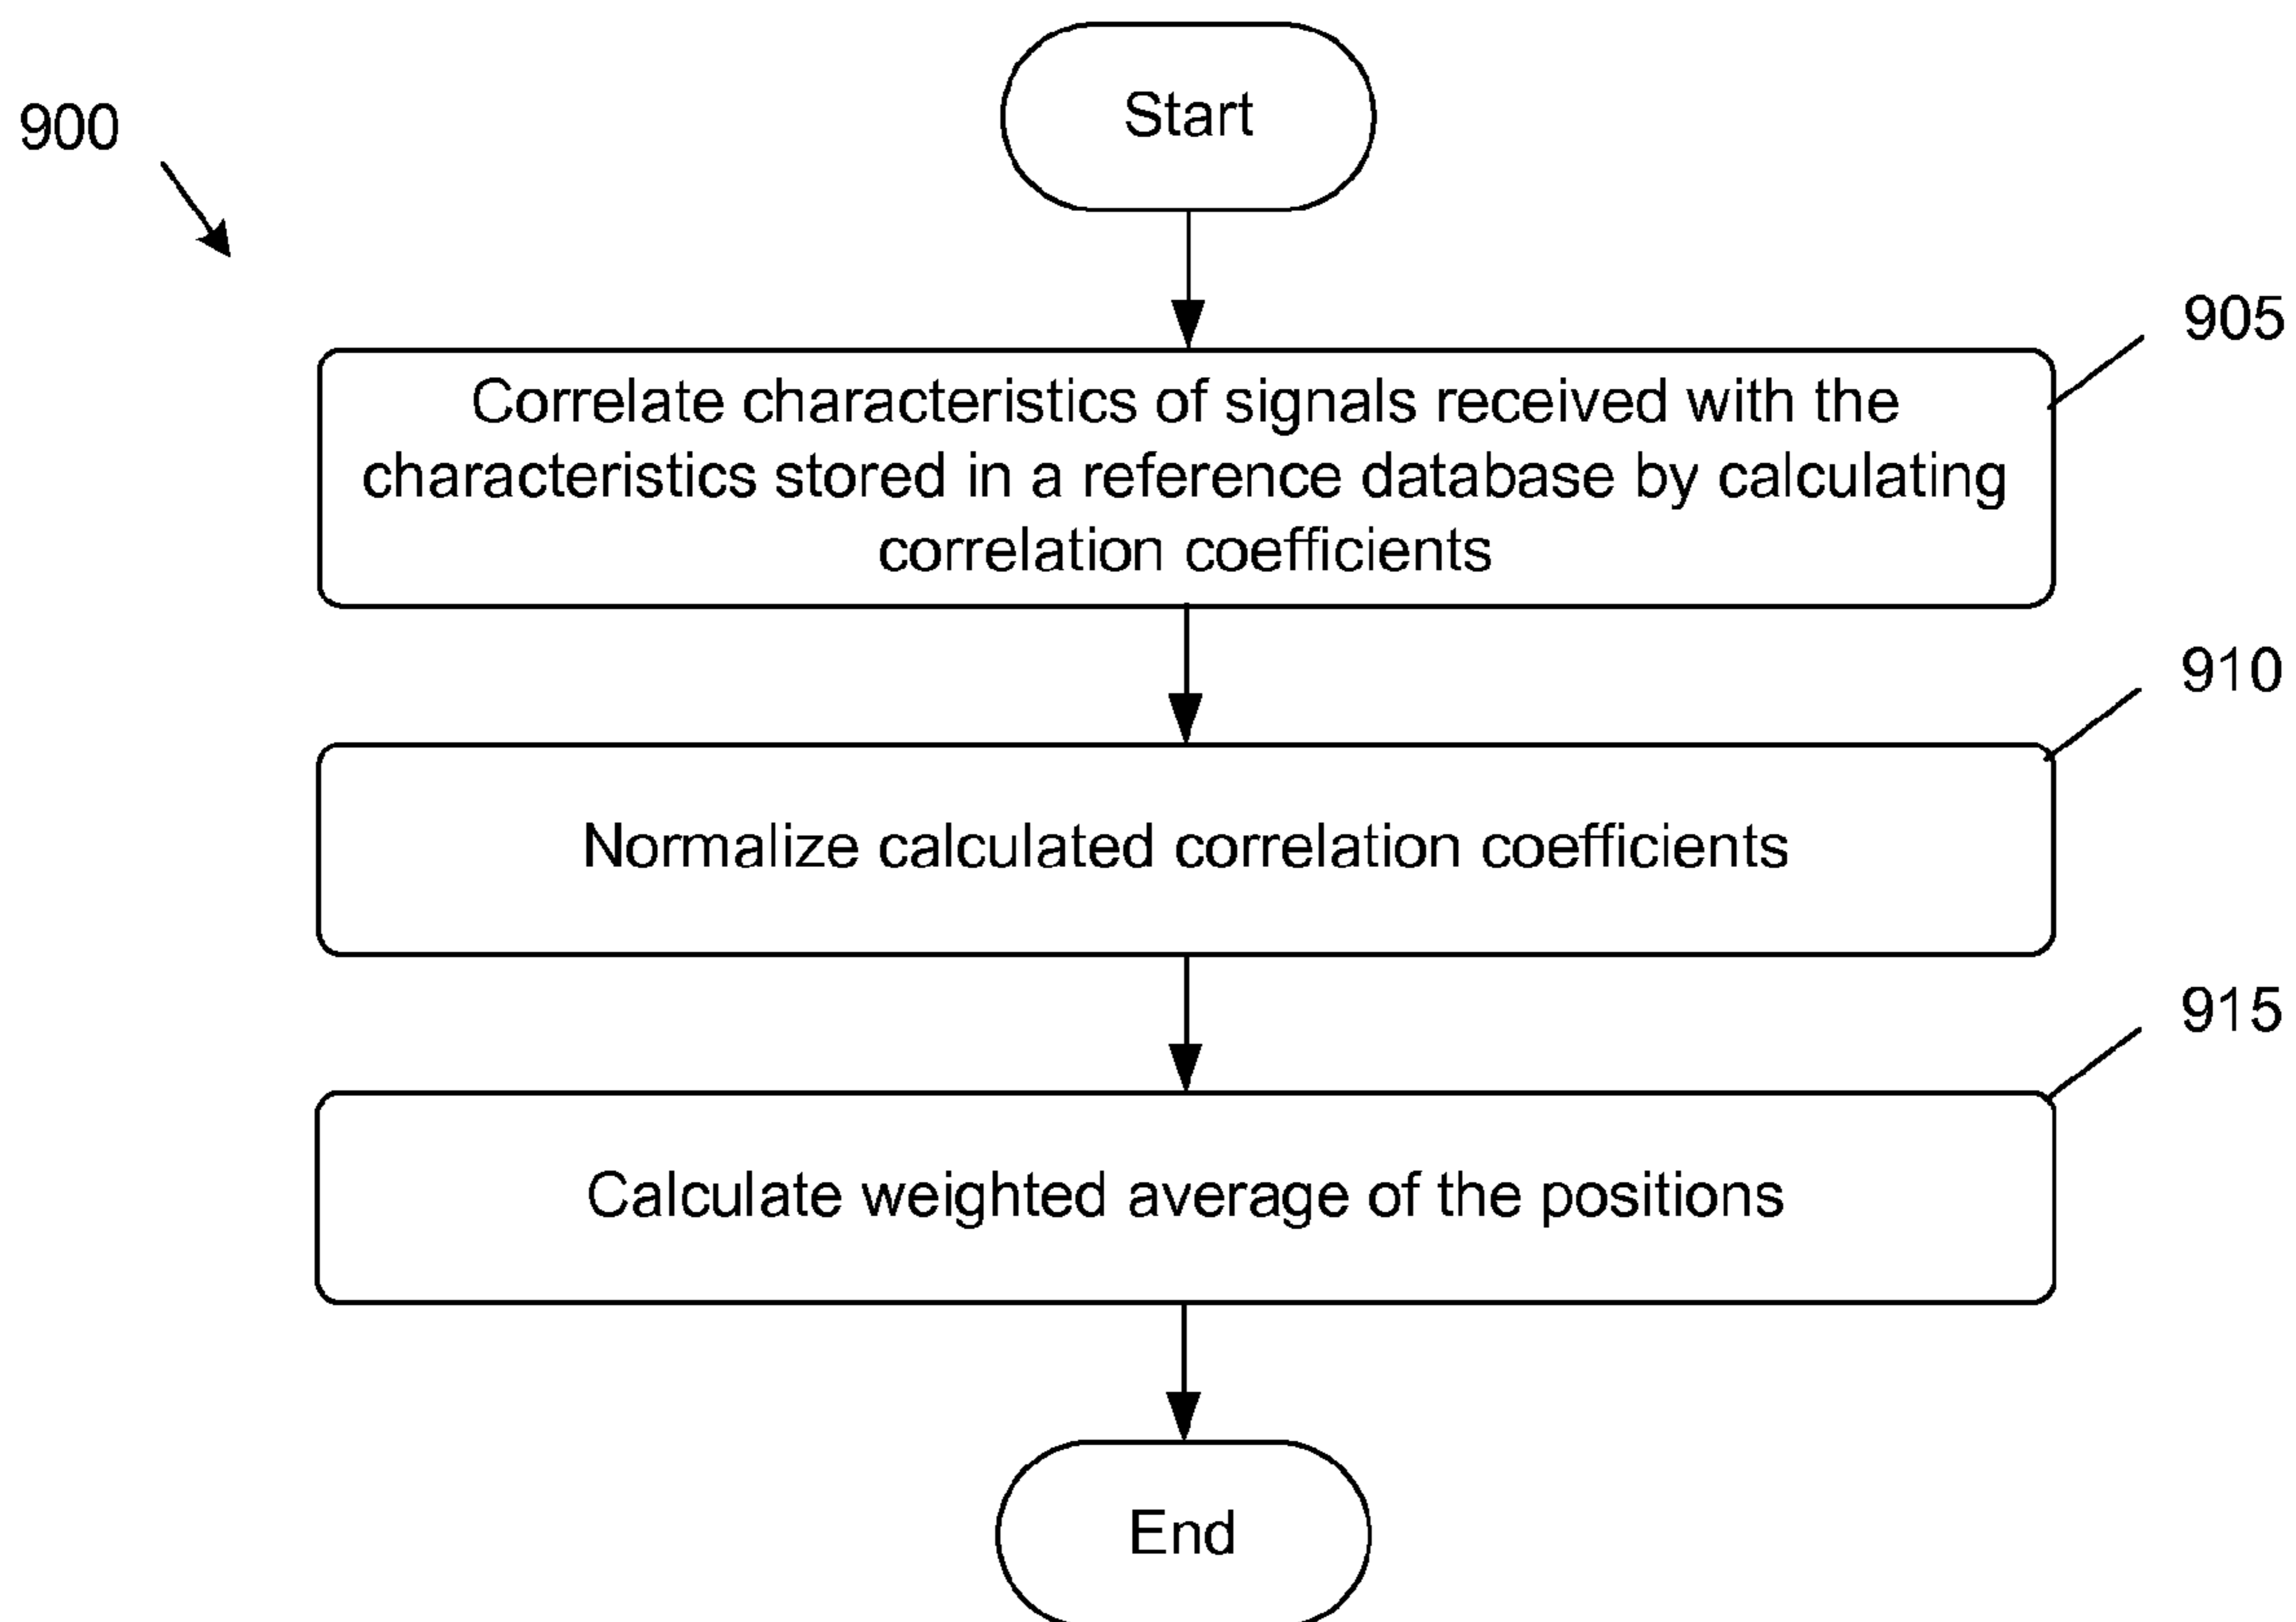 Start
900
905
Correlate characteristics of signals received with the
characteristics stored in a reference database by calculating
correlation coefficients
910
Normalize calculated correlation coefficients
915
Calculate weighted average of the positions
End